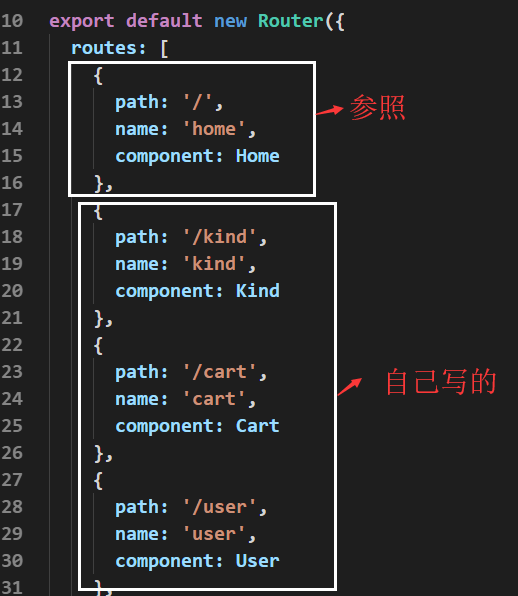 10 export default new Router({
11 routes: [
12 {
13 path: '/',
14 name: 'home',
15 component: Home
16 },
17 {
18 path: '/kind',
19 name: 'kind',
20 component: Kind
21 },
22 {
23 path: '/cart',
24 name: 'cart',
25 component: Cart
26 },
27 {
28 path: '/user',
29 name: 'user',
30 component: User
31 },
参照
自己写的